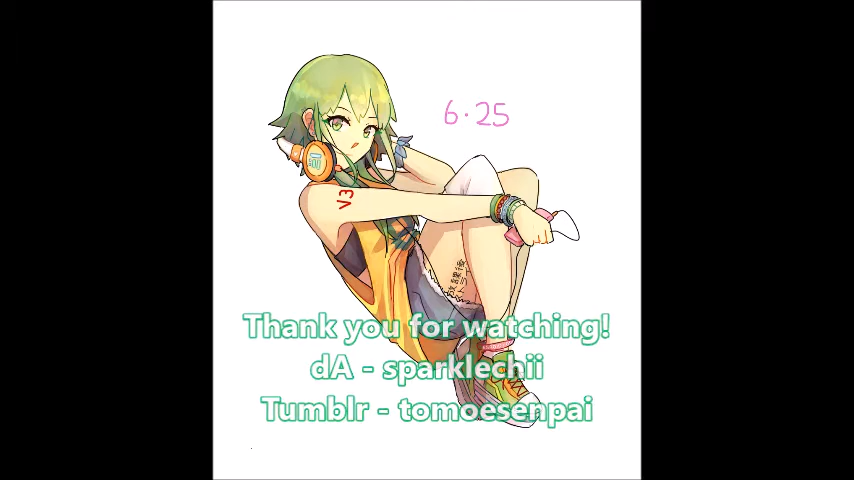 6·25
V3
Thank you for watching!
dA - sparklechii
Tumblr - tomoesenpai